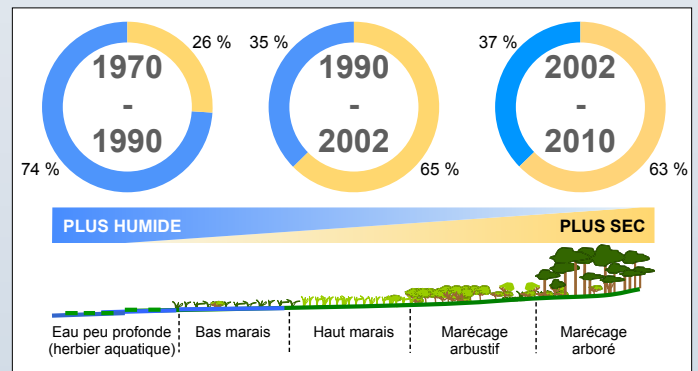 26 %
1970
-
1990
74 %
35 %
1990
-
2002
65 %
37 %
2002
-
2010
63 %
PLUS HUMIDE
PLUS SEC
Eau peu profonde
(herbier aquatique)
Bas marais
Haut marais
Marécage
arbustif
Marécage
arboré